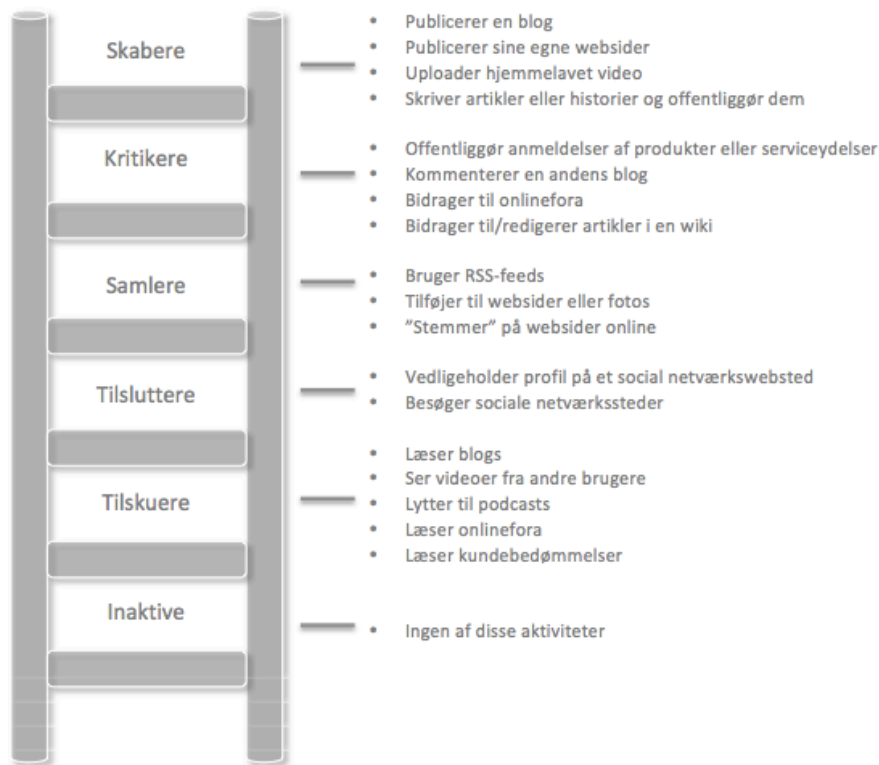 Skabere
• Publicerer en blog
• Publicerer sine egne websider
• Uploader hjemmelavet video
• Skriver artikler eller historier og offentliggør dem
Kritikere
• Offentliggør anmeldelser af produkter eller serviceydelser
• Kommenterer en andens blog
• Bidrager til onlinefora
• Bidrager til/redigerer artikler i en wiki
Samlere
• Bruger RSS-feeds
• Tilføjer til websider eller fotos
• ”Stemmer” på websider online
Tilsluttere
• Vedligeholder profil på et social netværkswebsted
• Besøger sociale netværkssteder
Tilskuere
• Læser blogs
• Ser videoer fra andre brugere
• Lytter til podcasts
• Læser onlinefora
• Læser kundebedømmelser
Inaktive
• Ingen af disse aktiviteter